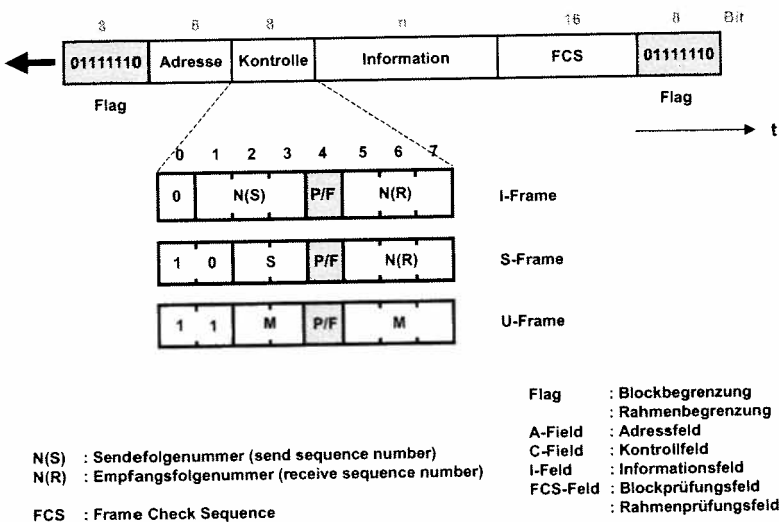 8 8 8 n 16 8 Bit
01111110 Adresse Kontrolle Information FCS 01111110
Flag Flag
t
0 1 2 3 4 5 6 7
0 N(S) P/F N(R) I-Frame
1 0 S P/F N(R) S-Frame
1 1 M P/F M U-Frame
Flag : Blockbegrenzung
: Rahmenbegrenzung
A-Field : Adressfeld
C-Field : Kontrollfeld
I-Feld : Informationsfeld
FCS-Feld : Blockprüfungsfeld
: Rahmenprüfungsfeld
N(S) : Sendefolgenummer (send sequence number)
N(R) : Empfangsfolgenummer (receive sequence number)
FCS : Frame Check Sequence